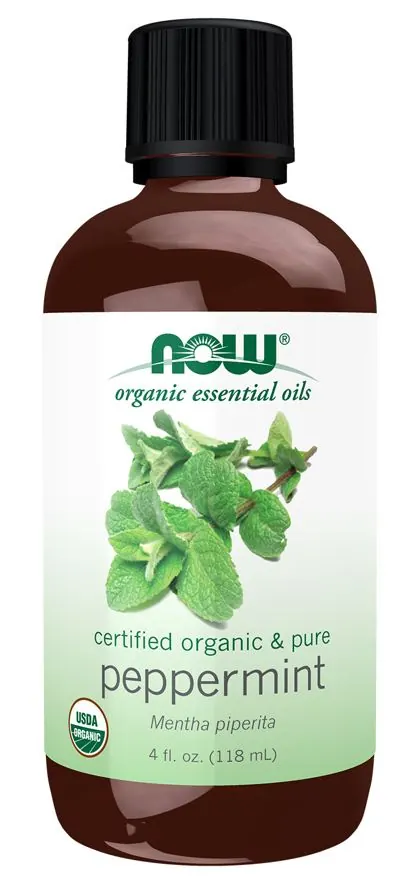 now®
organic essential oils
certified organic & pure
peppermint
Mentha piperita
USDA
ORGANIC
4 fl. oz. (118 mL)